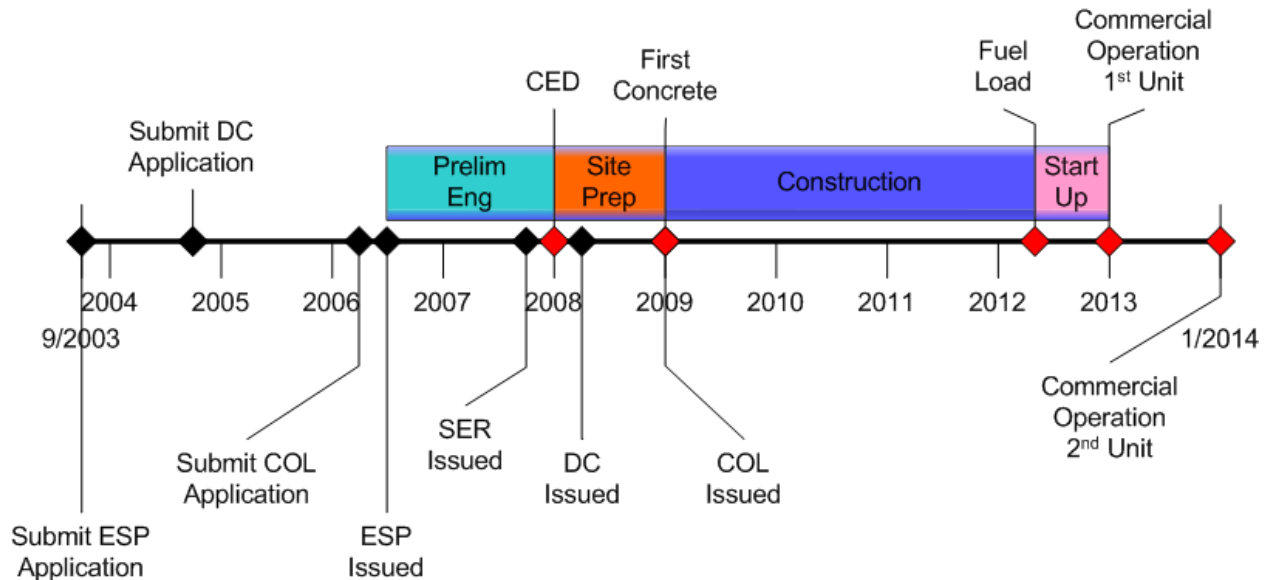 Commercial
Operation
1st Unit
Fuel
Load
First
Concrete
CED
Submit DC
Application
Prelim
Eng
Site
Prep
Construction
Start
Up
2004
2005
2006
2007
2008
2009
2010
2011
2012
2013
9/2003
1/2014
Commercial
Operation
2nd Unit
SER
Issued
Submit COL
Application
DC
Issued
COL
Issued
Submit ESP
Application
ESP
Issued